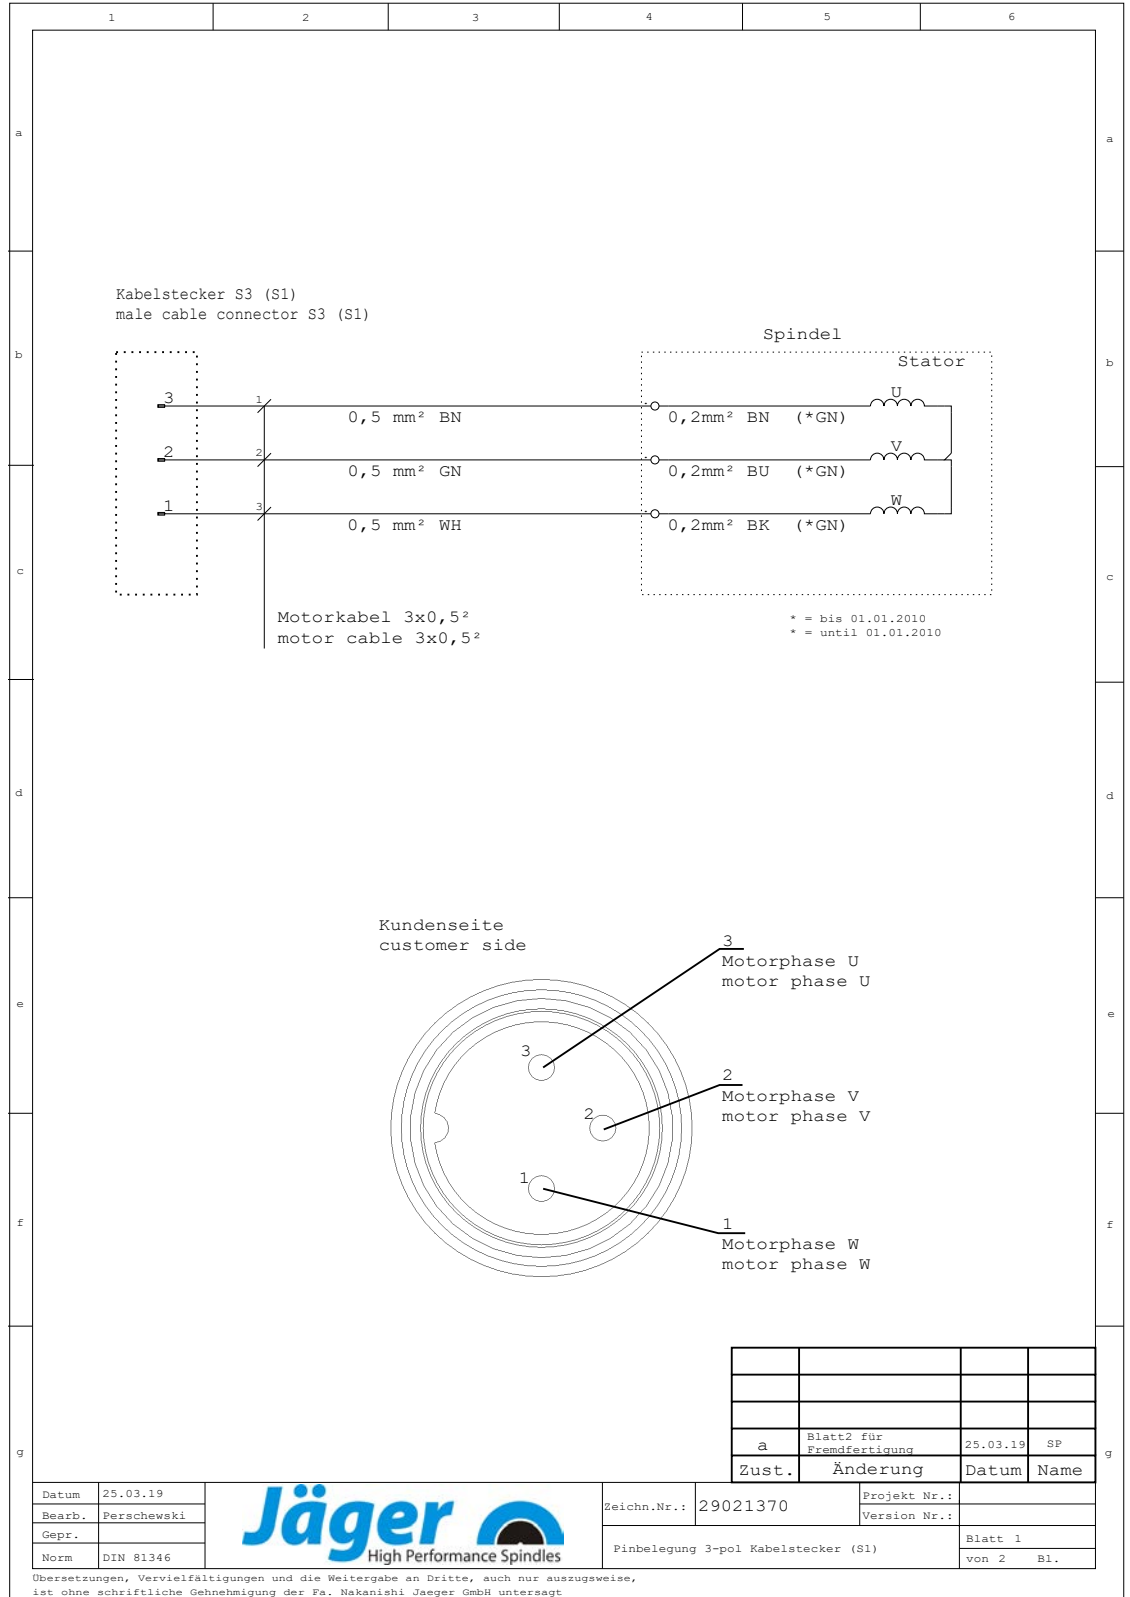 1 2 3 4 5 6
a a
Kabelstecker S3 (S1)
male cable connector S3 (S1)
Spindel
b b
Stator
3 1 U
0,5 mm² BN 0,2mm² BN (*GN)
2 2 V
0,5 mm² GN 0,2mm² BU (*GN)
1 3 W
0,5 mm² WH 0,2mm² BK (*GN)
c c
Motorkabel 3x0,5²
motor cable 3x0,5²
* = bis 01.01.2010
* = until 01.01.2010
d d
Kundenseite
customer side
3
Motorphase U
motor phase U
e e
3
2
Motorphase V
motor phase V
2
1
f f
1
Motorphase W
motor phase W
g g
a Blatt2 für Fremdfertigung 25.03.19 SP
Zust. Änderung Datum Name
Datum 25.03.19
Bearb. Perschewski
Gepr.
Norm DIN 81346
Jäger
High Performance Spindles
Zeichn.Nr.: 29021370
Projekt Nr.:
Version Nr.:
Pinbelegung 3-pol Kabelstecker (S1)
Blatt 1
von 2 Bl.
Übersetzungen, Vervielfältigungen und die Weitergabe an Dritte, auch nur auszugsweise,
ist ohne schriftliche Gehnehmigung der Fa. Nakanishi Jaeger GmbH untersagt